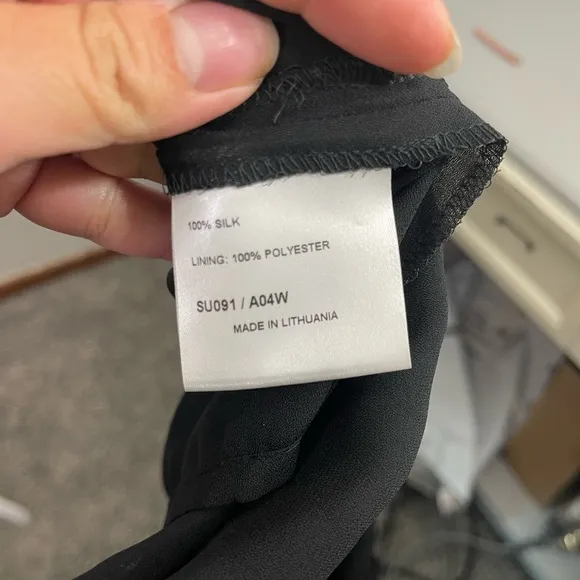 100% SILK
LINING: 100% POLYESTER
SU091 / A04W
MADE IN LITHUANIA